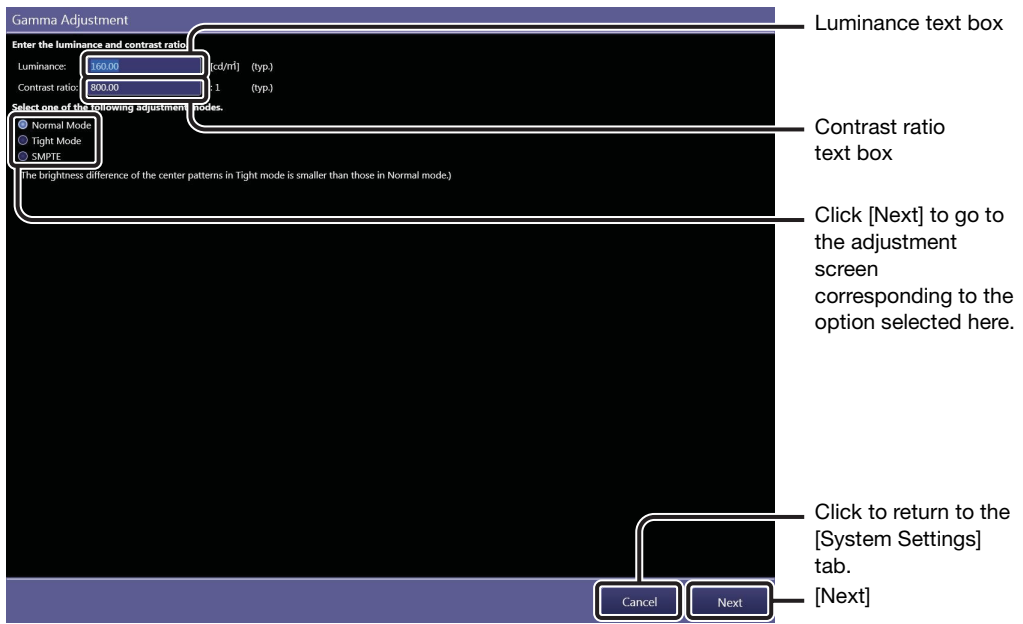 Gamma Adjustment
Enter the luminance and contrast ratio
Luminance: 160.00 [cd/㎡] (typ.)
Contrast ratio: 800.00 : 1 (typ.)
Select one of the following adjustment modes.
Normal Mode
Tight Mode
SMPTE
The brightness difference of the center patterns in Tight mode is smaller than those in Normal mode.)
Cancel
Next
Luminance text box
Contrast ratio
text box
Click [Next] to go to
the adjustment
screen
corresponding to the
option selected here.
Click to return to the
[System Settings]
tab.
[Next]